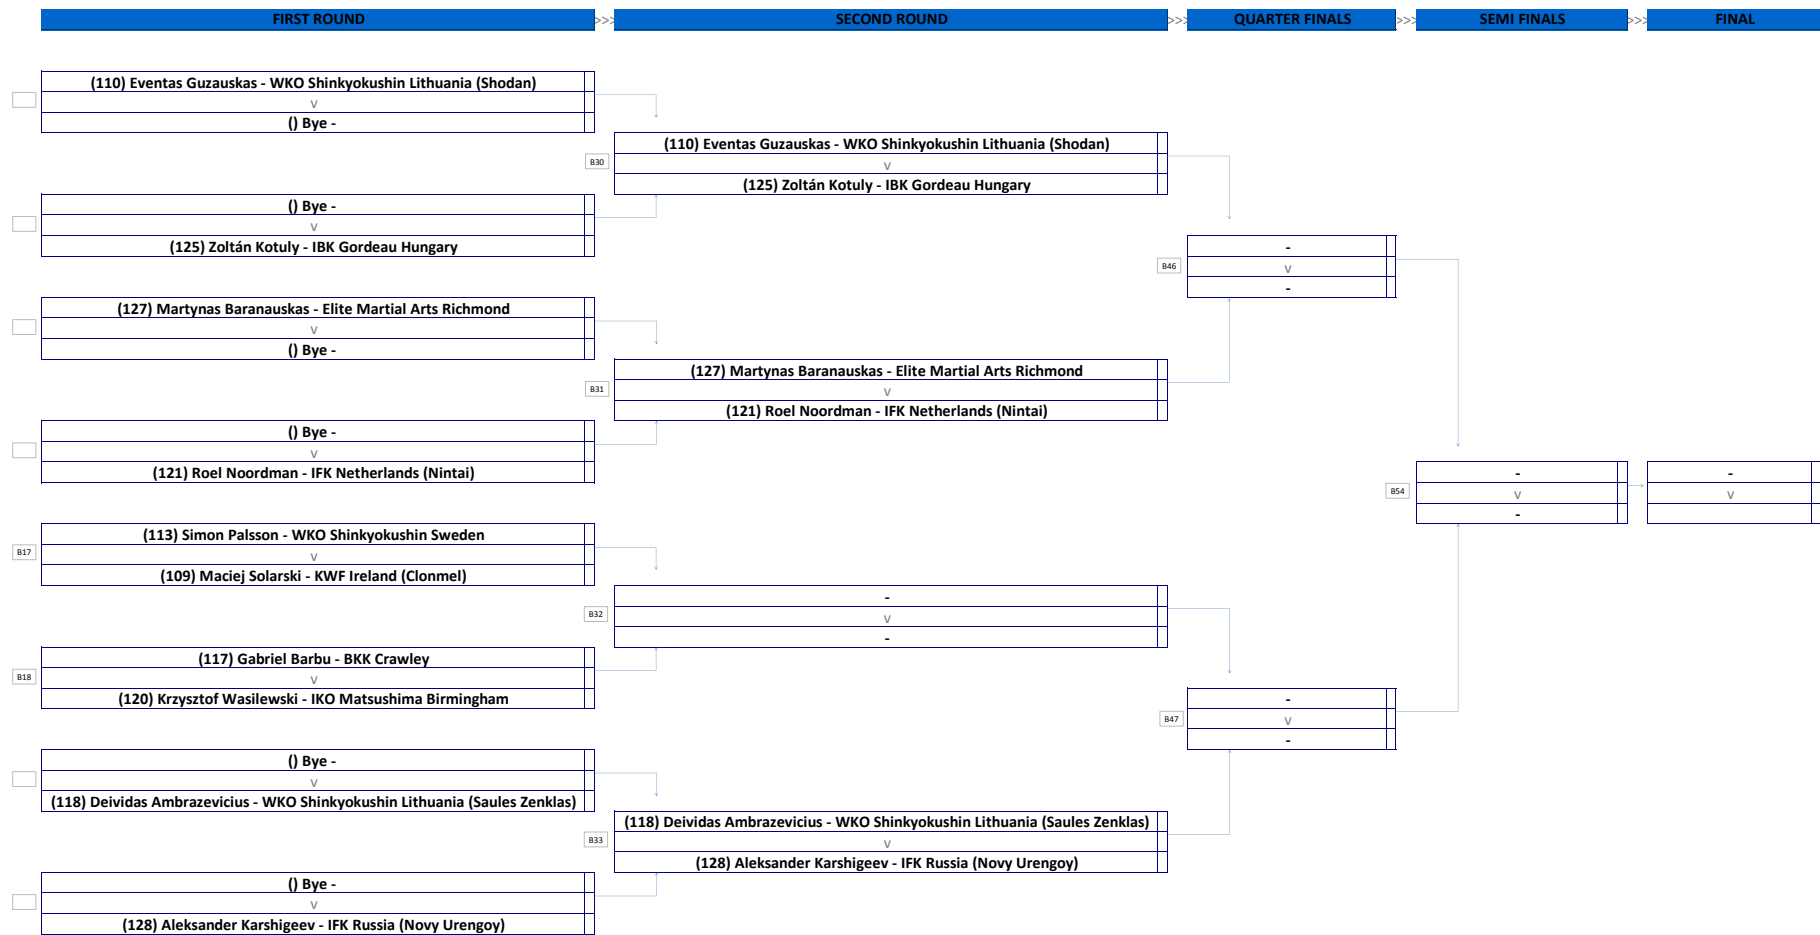 FIRST ROUND >>> SECOND ROUND >>> QUARTER FINALS >>> SEMI FINALS >>> FINAL
(110) Eventas Guzauskas - WKO Shinkyokushin Lithuania (Shodan)
v
() Bye -
(110) Eventas Guzauskas - WKO Shinkyokushin Lithuania (Shodan)
B30
v
(125) Zoltán Kotuly - IBK Gordeau Hungary
() Bye -
v
(125) Zoltán Kotuly - IBK Gordeau Hungary
-
B46
v
-
(127) Martynas Baranauskas - Elite Martial Arts Richmond
v
() Bye -
(127) Martynas Baranauskas - Elite Martial Arts Richmond
B31
v
(121) Roel Noordman - IFK Netherlands (Nintai)
() Bye -
v
(121) Roel Noordman - IFK Netherlands (Nintai)
-
B54
v
-
-
v
(113) Simon Palsson - WKO Shinkyokushin Sweden
B17
v
(109) Maciej Solarski - KWF Ireland (Clonmel)
-
B32
v
-
(117) Gabriel Barbu - BKK Crawley
B18
v
(120) Krzysztof Wasilewski - IKO Matsushima Birmingham
-
B47
v
-
() Bye -
v
(118) Deividas Ambrazevicius - WKO Shinkyokushin Lithuania (Saules Zenklas)
(118) Deividas Ambrazevicius - WKO Shinkyokushin Lithuania (Saules Zenklas)
B33
v
(128) Aleksander Karshigeev - IFK Russia (Novy Urengoy)
() Bye -
v
(128) Aleksander Karshigeev - IFK Russia (Novy Urengoy)